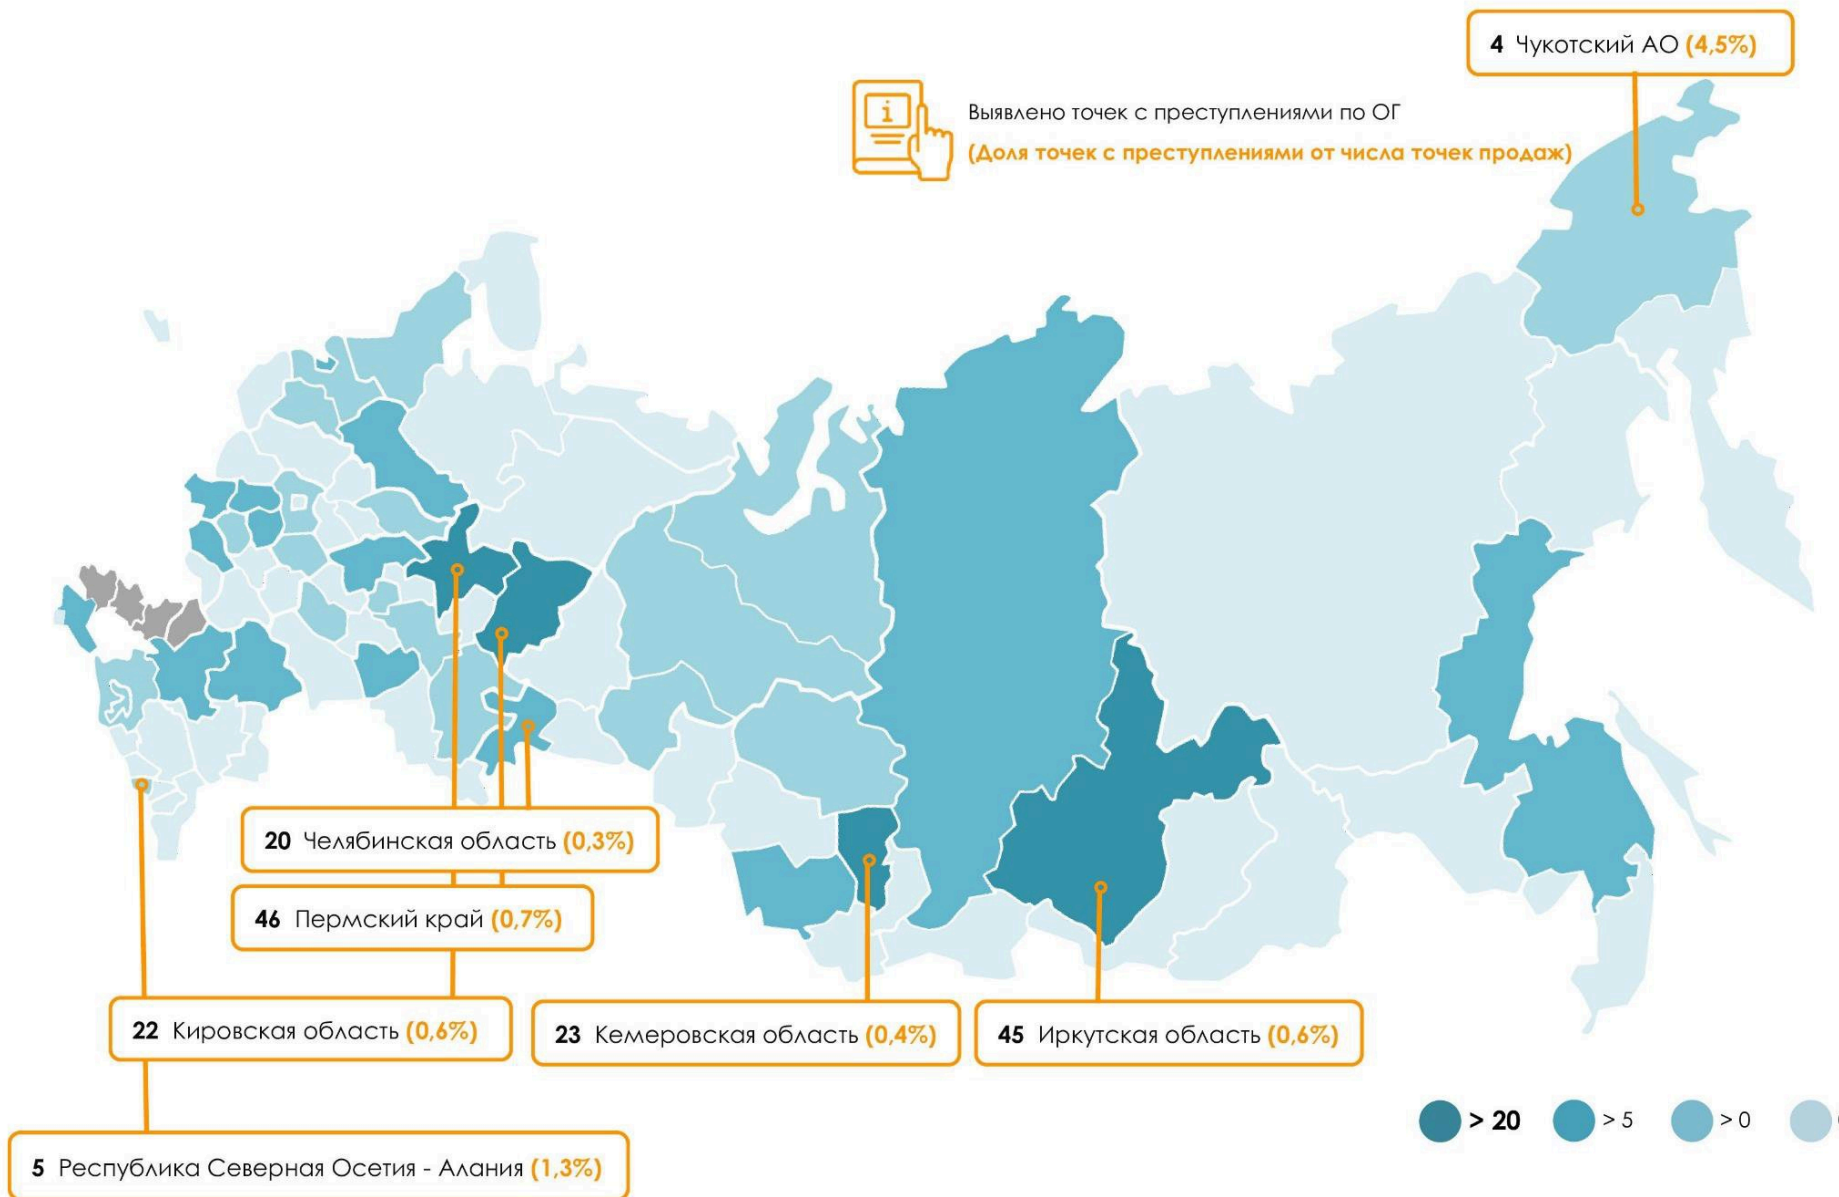 4 Чукотский АО (4,5%)
i
Выявлено точек с преступлениями по ОГ
(Доля точек с преступлениями от числа точек продаж)
20 Челябинская область (0,3%)
46 Пермский край (0,7%)
22 Кировская область (0,6%)
23 Кемеровская область (0,4%)
45 Иркутская область (0,6%)
> 20
> 5
> 0
5 Республика Северная Осетия - Алания (1,3%)